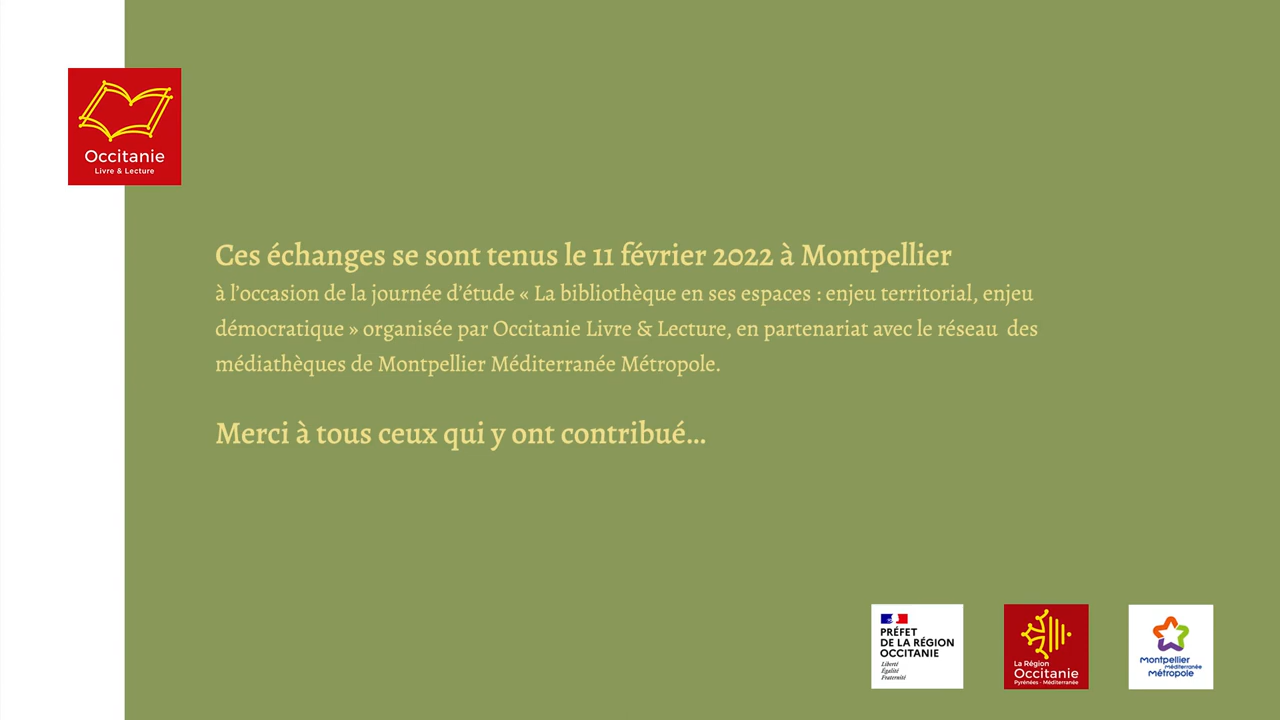 Occitanie
Livre & Lecture
Ces échanges se sont tenus le 11 février 2022 à Montpellier
à l’occasion de la journée d’étude « La bibliothèque en ses espaces : enjeu territorial, enjeu
démocratique » organisée par Occitanie Livre & Lecture, en partenariat avec le réseau des
médiathèques de Montpellier Méditerranée Métropole.
Merci à tous ceux qui y ont contribué...
PRÉFET
DE LA RÉGION
OCCITANIE
Liberté
Égalité
Fraternité
La Région
Occitanie
Pyrénées - Méditerranée
Montpellier
Méditerranée
Métropole